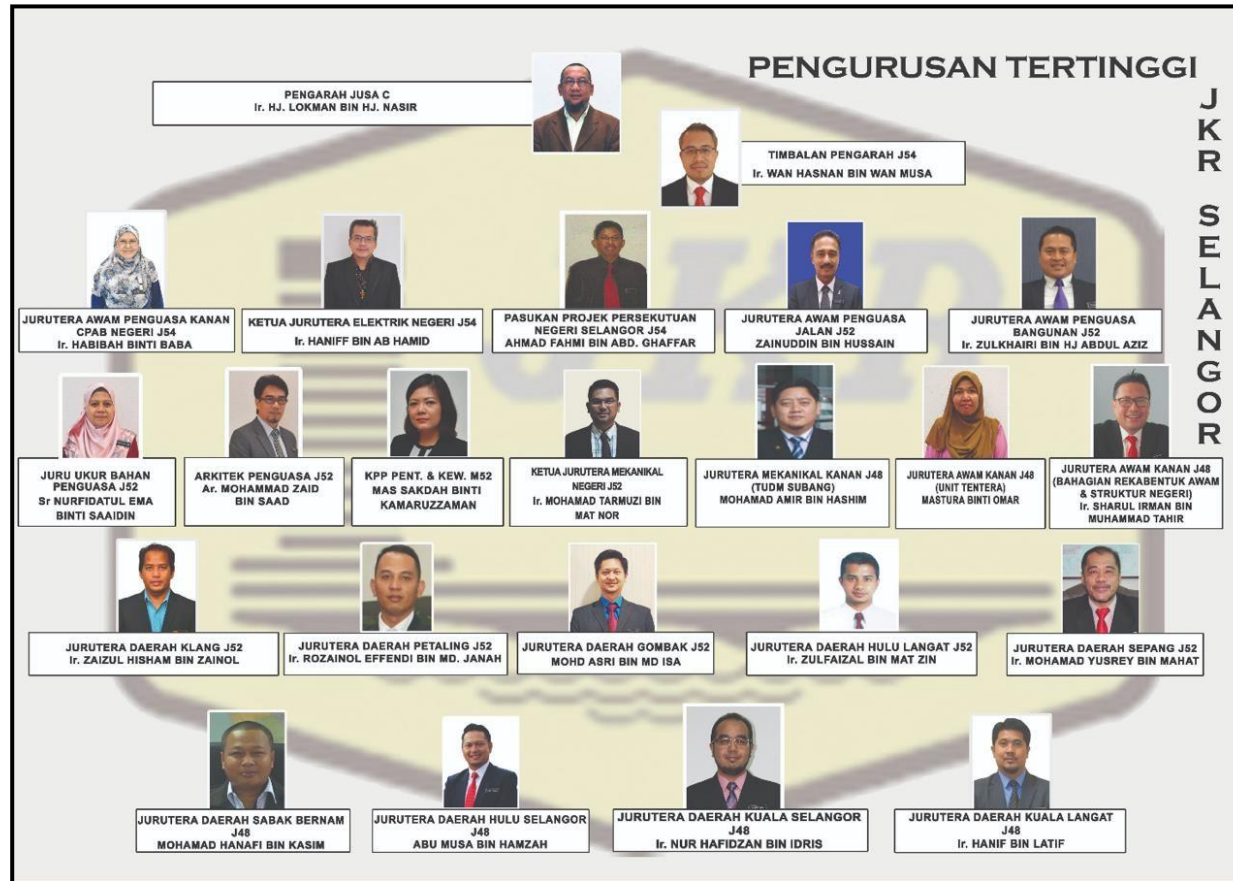 PENGURUSAN TERTINGGI
JKR SELANGOR
PENGARAH JUSA C
Ir. HJ. LOKMAN BIN HJ. NASIR
TIMBALAN PENGARAH J54
Ir. WAN HASNAN BIN WAN MUSA
JURUTERA AWAM PENGUASA KANAN
CPAB NEGERI J54
Ir. HABIBAH BINTI BABA
KETUA JURUTERA ELEKTRIK NEGERI J54
Ir. HANIFF BIN AB HAMID
PASUKAN PROJEK PERSEKUTUAN
NEGERI SELANGOR J54
AHMAD FAHMI BIN ABD. GHAFFAR
JURUTERA AWAM PENGUASA
JALAN J52
ZAINUDDIN BIN HUSSAIN
JURUTERA AWAM PENGUASA
BANGUNAN J52
Ir. ZULKHAIRI BIN HJ ABDUL AZIZ
JURU UKUR BAHAN
PENGUASA J52
Sr NURFIDATUL EMA
BINTI SAAIDIN
ARKITEK PENGUASA J52
Ar. MOHAMMAD ZAID
BIN SAAD
KPP PENT. & KEW. M52
MAS SAKDAH BINTI
KAMARUZZAMAN
KETUA JURUTERA MEKANIKAL
NEGERI J52
Ir. MOHAMAD TARMUZI BIN
MAT NOR
JURUTERA MEKANIKAL KANAN J48
(TUDM SUBANG)
MOHAMAD AMIR BIN HASHIM
JURUTERA AWAM KANAN J48
(UNIT TENTERA)
MASTURA BINTI OMAR
JURUTERA AWAM KANAN J48
(BAHAGIAN REKABENTUK AWAM
& STRUKTUR NEGERI)
Ir. SHARUL IRMAN BIN
MUHAMMAD TAHIR
JURUTERA DAERAH KLANG J52
Ir. ZAIZUL HISHAM BIN ZAINOL
JURUTERA DAERAH PETALING J52
Ir. ROZAINOL EFFENDI BIN MD. JANAH
JURUTERA DAERAH GOMBAK J52
MOHD ASRI BIN MD ISA
JURUTERA DAERAH HULU LANGAT J52
Ir. ZULFAIZAL BIN MAT ZIN
JURUTERA DAERAH SEPANG J52
Ir. MOHAMAD YUSREY BIN MAHAT
JURUTERA DAERAH SABAK BERNAM
J48
MOHAMAD HANAFI BIN KASIM
JURUTERA DAERAH HULU SELANGOR
J48
ABU MUSA BIN HAMZAH
JURUTERA DAERAH KUALA SELANGOR
J48
Ir. NUR HAFIDZAN BIN IDRIS
JURUTERA DAERAH KUALA LANGAT
J48
Ir. HANIF BIN LATIF
JKR